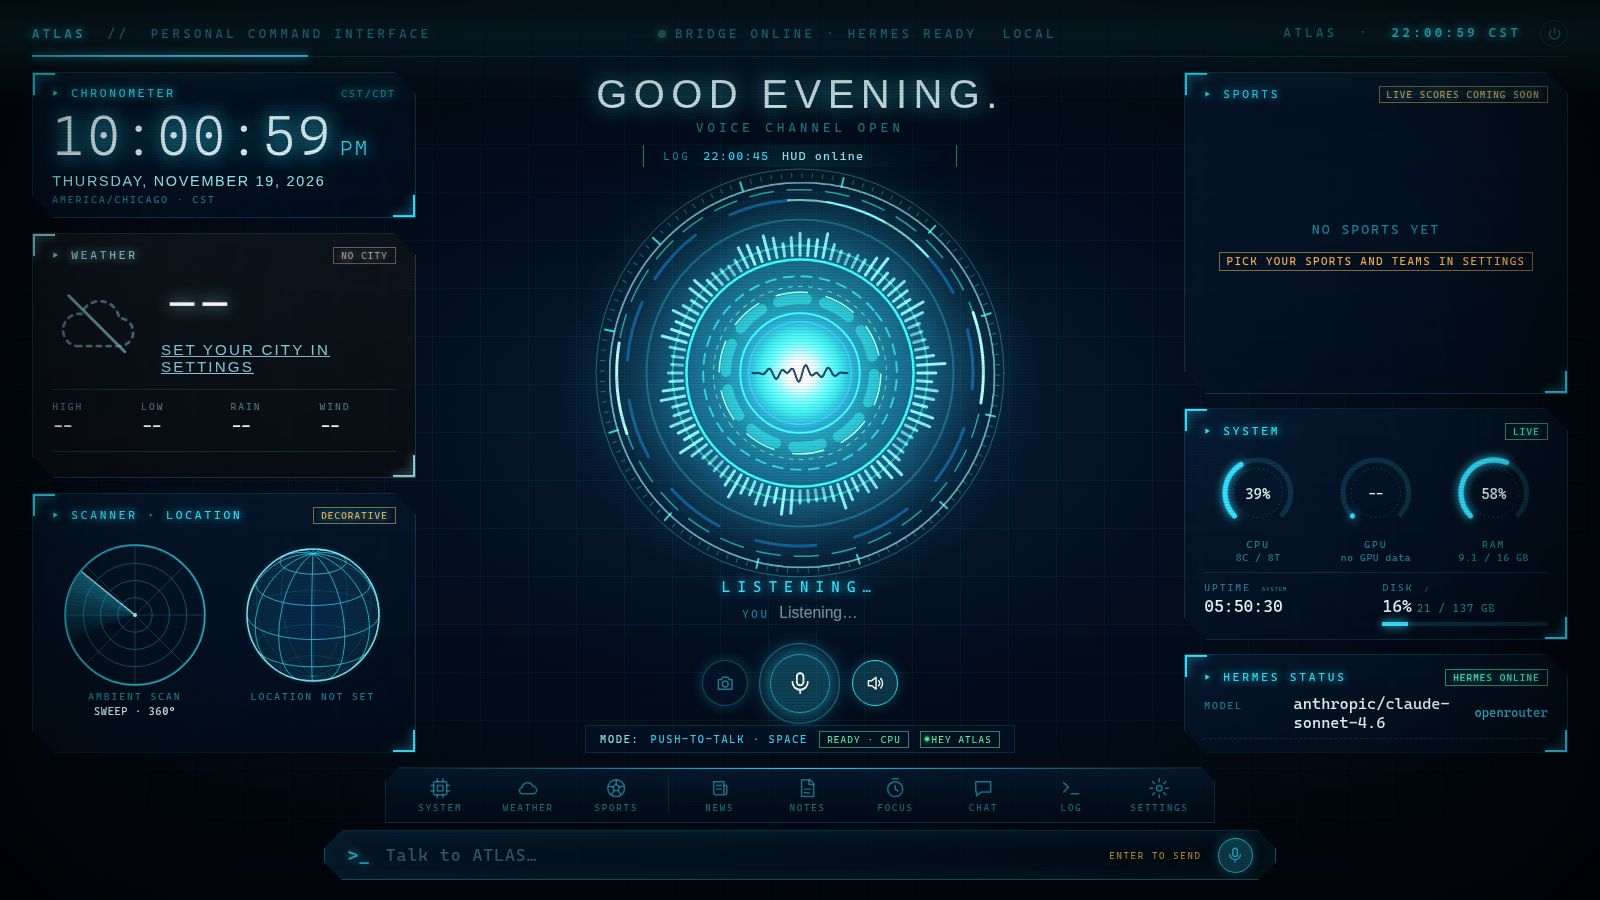 ATLAS // PERSONAL COMMAND INTERFACE
BRIDGE ONLINE · HERMES READY LOCAL
ATLAS · 22:00:59 CST
CHRONOMETER
CST/CDT
10:00:59 PM
THURSDAY, NOVEMBER 19, 2026
AMERICA/CHICAGO · CST
WEATHER
NO CITY
--
SET YOUR CITY IN
SETTINGS
HIGH LOW RAIN WIND
-- -- -- --
SCANNER · LOCATION
DECORATIVE
AMBIENT SCAN
SWEEP · 360°
LOCATION NOT SET
GOOD EVENING.
VOICE CHANNEL OPEN
LOG 22:00:45 HUD online
LISTENING…
YOU Listening…
MODE: PUSH-TO-TALK · SPACE
READY · CPU
HEY ATLAS
SPORTS
LIVE SCORES COMING SOON
NO SPORTS YET
PICK YOUR SPORTS AND TEAMS IN SETTINGS
SYSTEM
LIVE
39% -- 58%
CPU GPU RAM
8C / 8T no GPU data 9.1 / 16 GB
UPTIME SYSTEM
05:50:30
DISK /
16% 21 / 137 GB
HERMES STATUS
HERMES ONLINE
MODEL
anthropic/claude-
sonnet-4.6
openrouter
SYSTEM WEATHER SPORTS NEWS NOTES FOCUS CHAT LOG SETTINGS
>_ Talk to ATLAS…
ENTER TO SEND